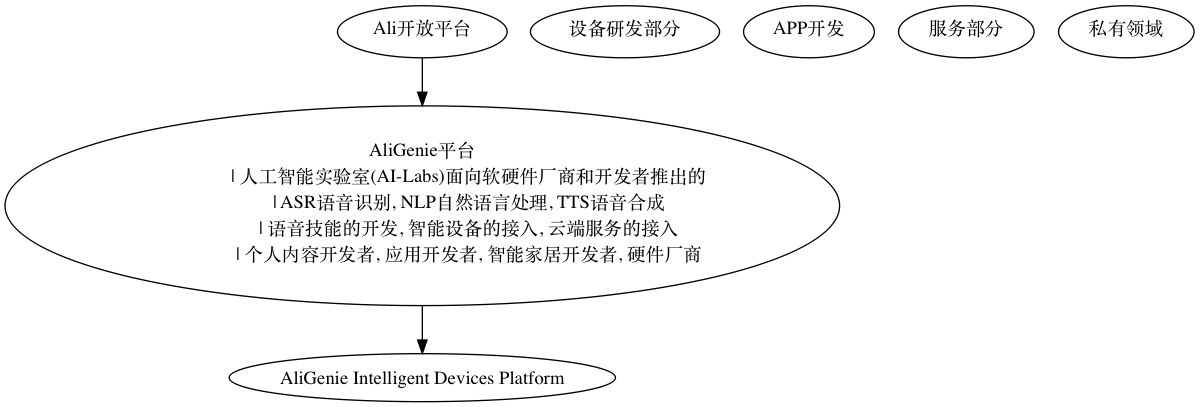 Ali开放平台
设备研发部分
APP开发
服务部分
私有领域
AliGenie平台
| 人工智能实验室(AI-Labs)面向软硬件厂商和开发者推出的
| ASR语音识别, NLP自然语言处理, TTS语音合成
| 语音技能的开发, 智能设备的接入, 云端服务的接入
| 个人内容开发者, 应用开发者, 智能家居开发者, 硬件厂商
AliGenie Intelligent Devices Platform